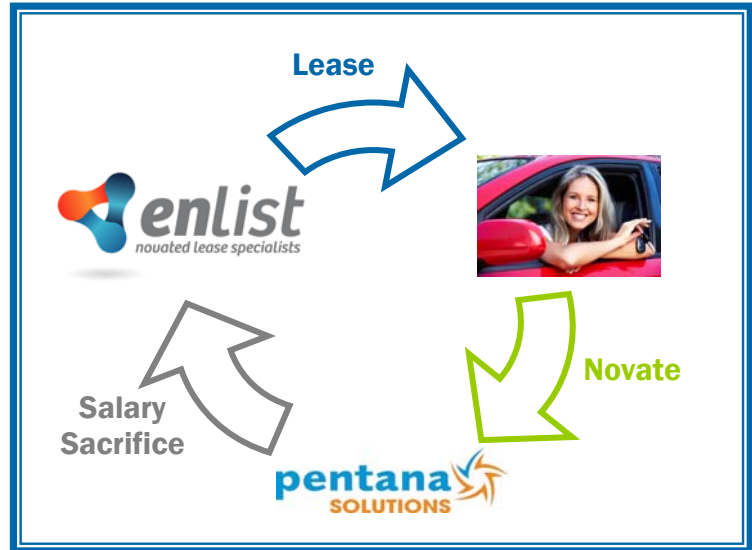 Lease
enlist
novated lease specialists
Novate
Salary
Sacrifice
pentana
SOLUTIONS